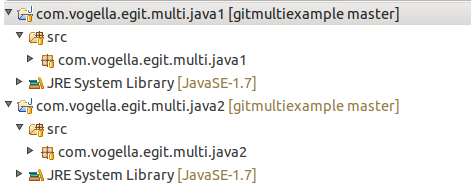 com.vogella.egit.multi.java1 [gitmultiexample master]
src
com.vogella.egit.multi.java1
JRE System Library [JavaSE-1.7]
com.vogella.egit.multi.java2 [gitmultiexample master]
src
com.vogella.egit.multi.java2
JRE System Library [JavaSE-1.7]